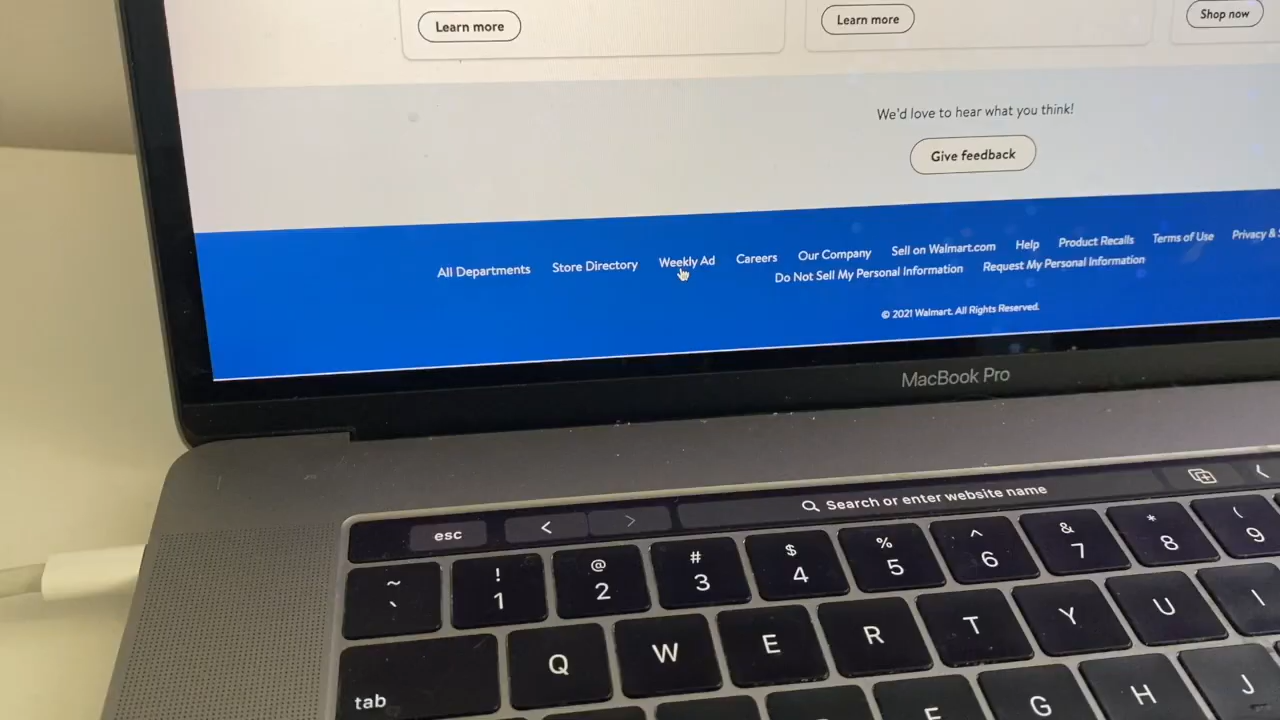 Learn more
Learn more
Shop now
We'd love to hear what you think!
Give feedback
All Departments Store Directory Weekly Ad Careers Our Company Sell on Walmart.com Help Product Recalls Terms of Use Privacy &
Do Not Sell My Personal Information Request My Personal Information
© 2021 Walmart. All Rights Reserved.
MacBook Pro
esc < > Search or enter website name <
~ ! @ # $ % ^ & * (
` 1 2 3 4 5 6 7 8 9
tab Q W E R T Y U I
F G H J